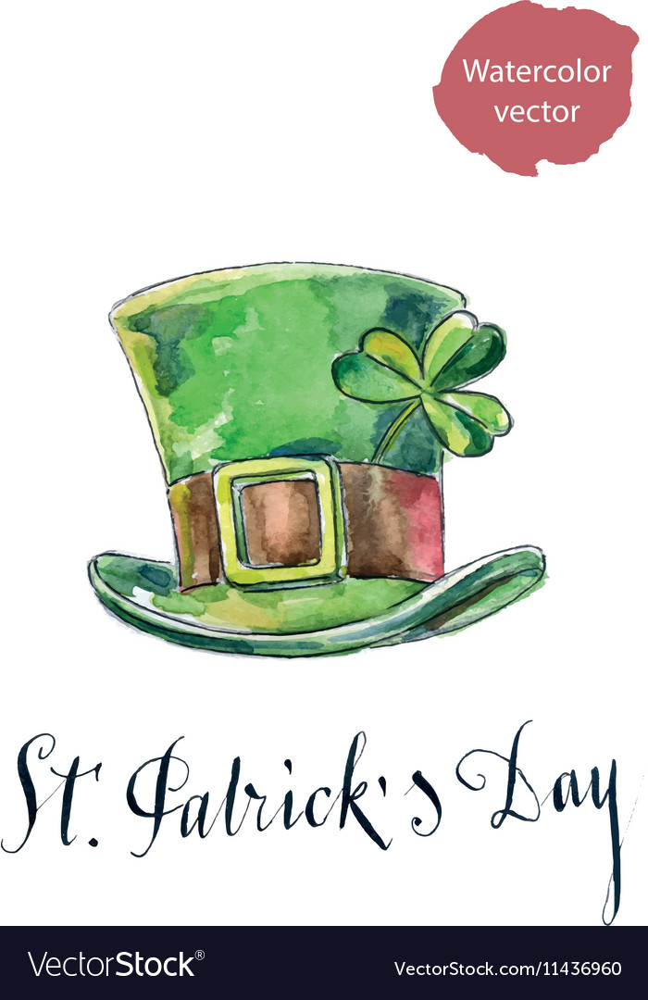 Watercolor
vector
St. Patrick's Day
VectorStock®
VectorStock.com/11436960